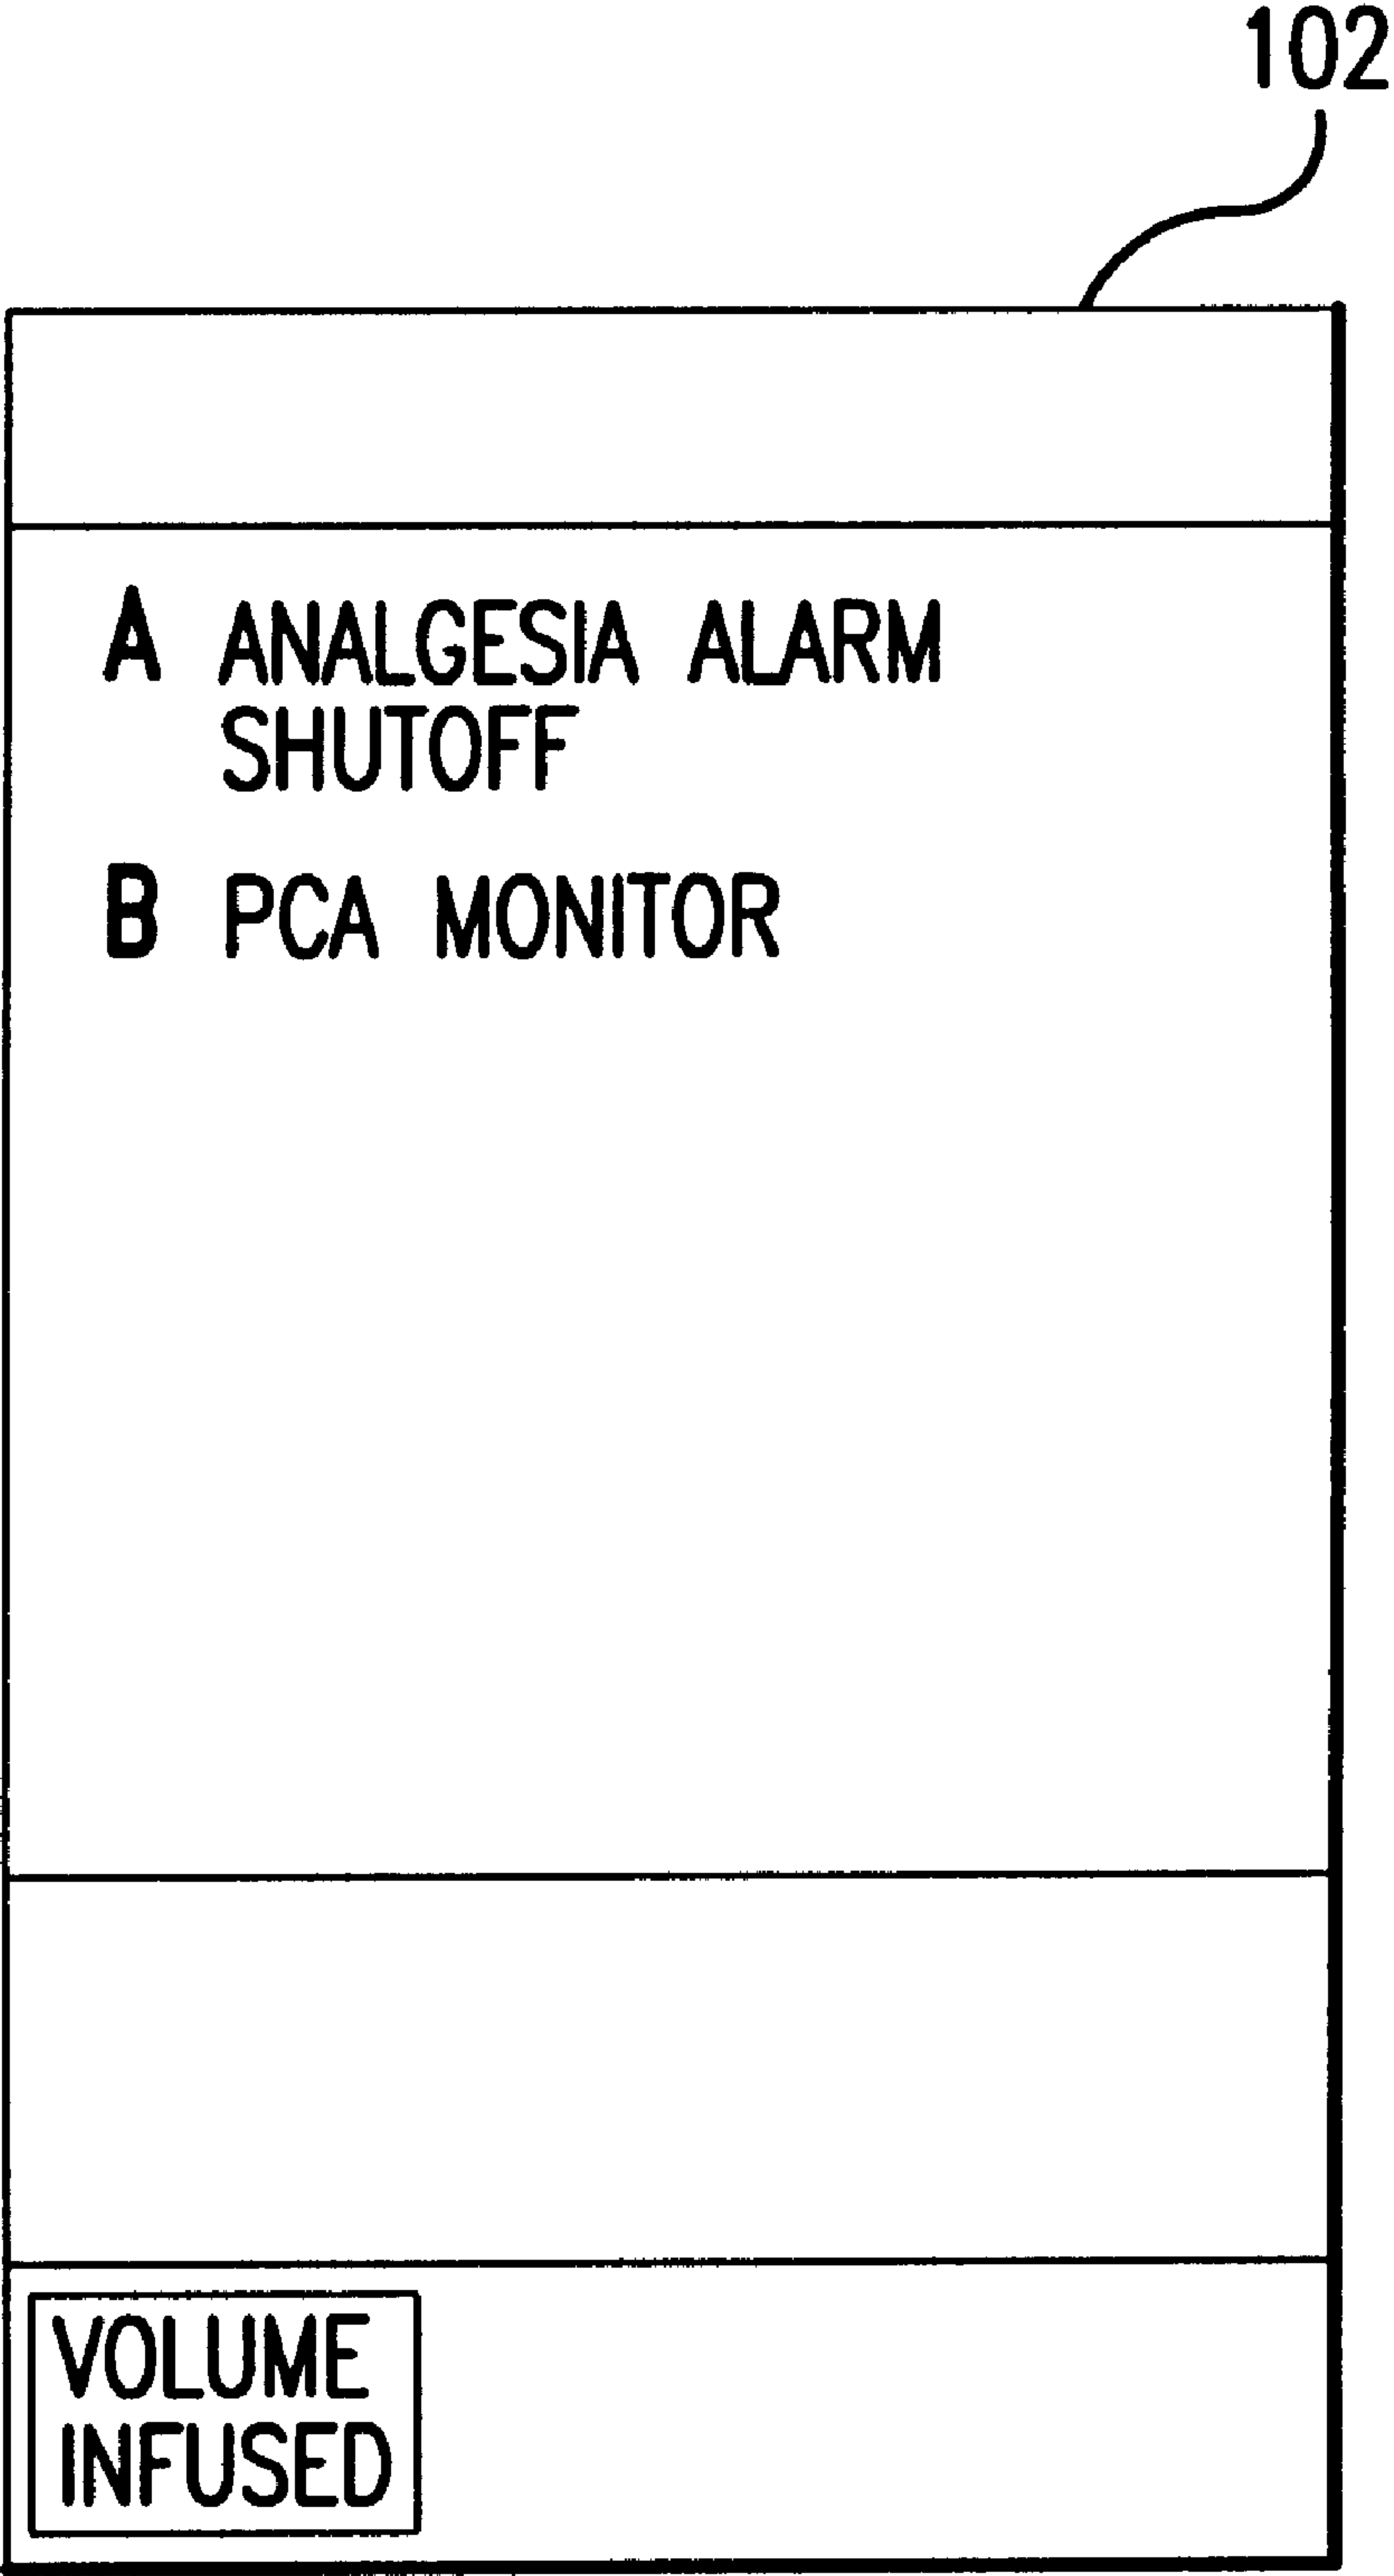 102
A ANALGESIA ALARM
SHUTOFF
B PCA MONITOR
VOLUME
INFUSED